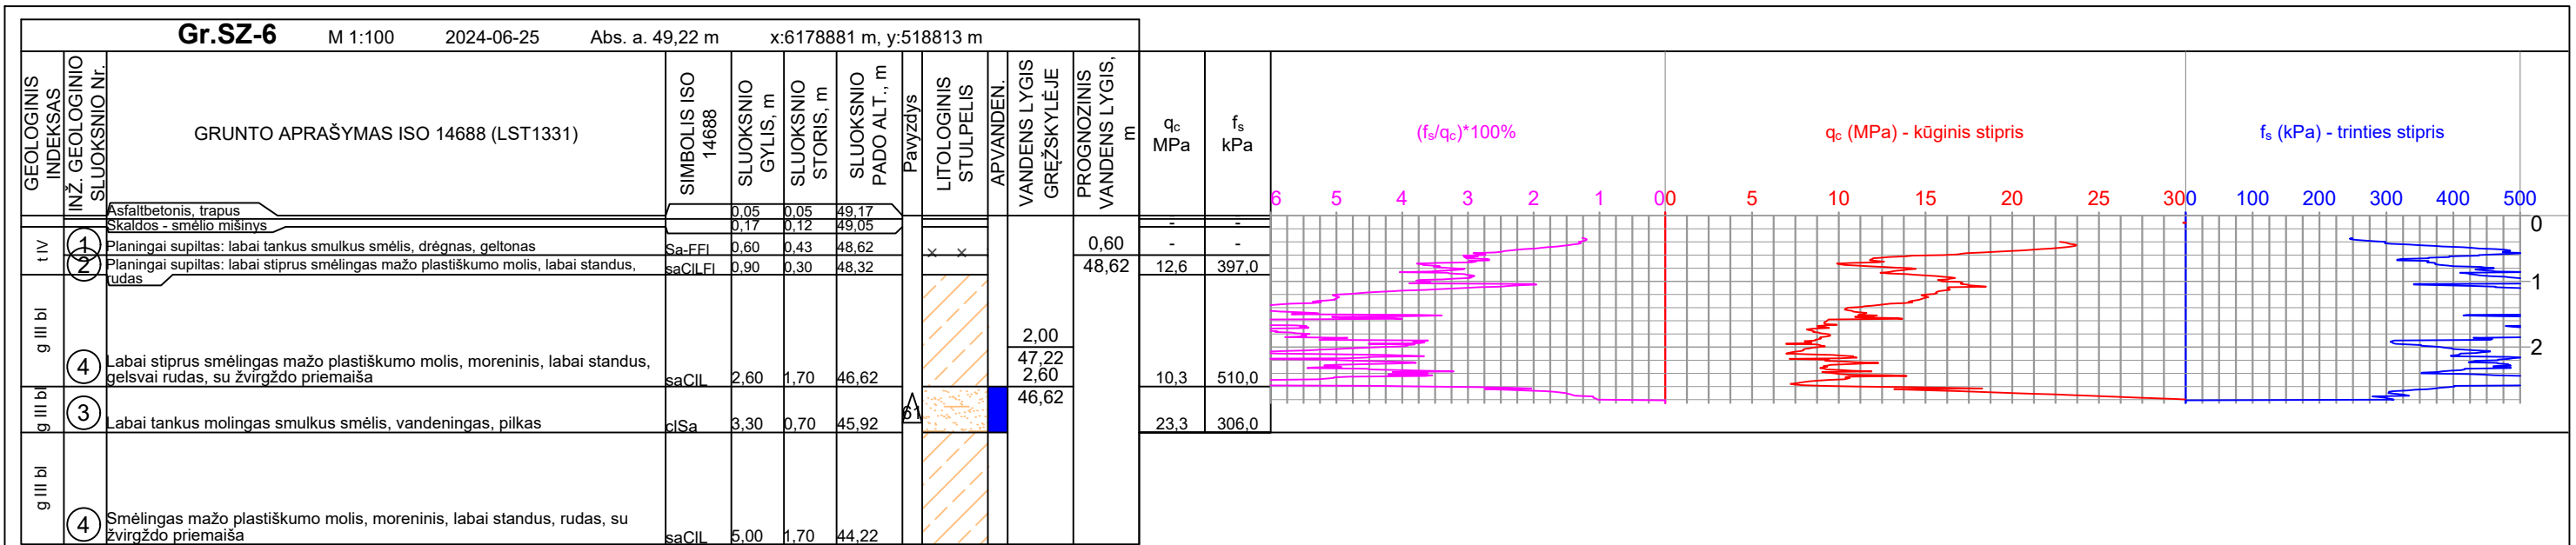 Gr.SZ-6 M 1:100 2024-06-25 Abs. a. 49,22 m x:6178881 m, y:518813 m
GEOLOGINIS
INDEKSAS
INŽ. GEOLOGINIO
SLUOKSNIO Nr.
GRUNTO APRAŠYMAS ISO 14688 (LST1331)
SIMBOLIS ISO
14688
SLUOKSNIO
GYLIS, m
SLUOKSNIO
STORIS, m
SLUOKSNIO
PADO ALT., m
Pavyzdys
LITOLOGINIS
STULPELIS
APVANDEN.
VANDENS LYGIS
GRĘŽSKYLĖJE
PROGNOZINIS
VANDENS LYGIS,
m
qc
MPa
fs
kPa
(fs/qc)*100%
qc (MPa) - kūginis stipris
fs (kPa) - trinties stipris
6 5 4 3 2 1 0
0 5 10 15 20 25 30
0 100 200 300 400 500
Asfaltbetonis, trapus 0,05 0,05 49,17
Skaldos - smėlio mišinys 0,17 0,12 49,05 - -
t IV
1 Planingai supiltas: labai tankus smulkus smėlis, drėgnas, geltonas Sa-FFl 0,60 0,43 48,62 0,60 - -
2 Planingai supiltas: labai stiprus smėlingas mažo plastiškumo molis, labai standus, saClLFl 0,90 0,30 48,32 48,62 12,6 397,0
rudas
g III bl
2,00
47,22
4 Labai stiprus smėlingas mažo plastiškumo molis, moreninis, labai standus,
gelsvai rudas, su žvirgždo priemaiša saClL 2,60 1,70 46,62 2,60 10,3 510,0
46,62
g III bl
3 Labai tankus molingas smulkus smėlis, vandeningas, pilkas clSa 3,30 0,70 45,92 61 23,3 306,0
g III bl
4 Smėlingas mažo plastiškumo molis, moreninis, labai standus, rudas, su
žvirgždo priemaiša saClL 5,00 1,70 44,22
0
1
2